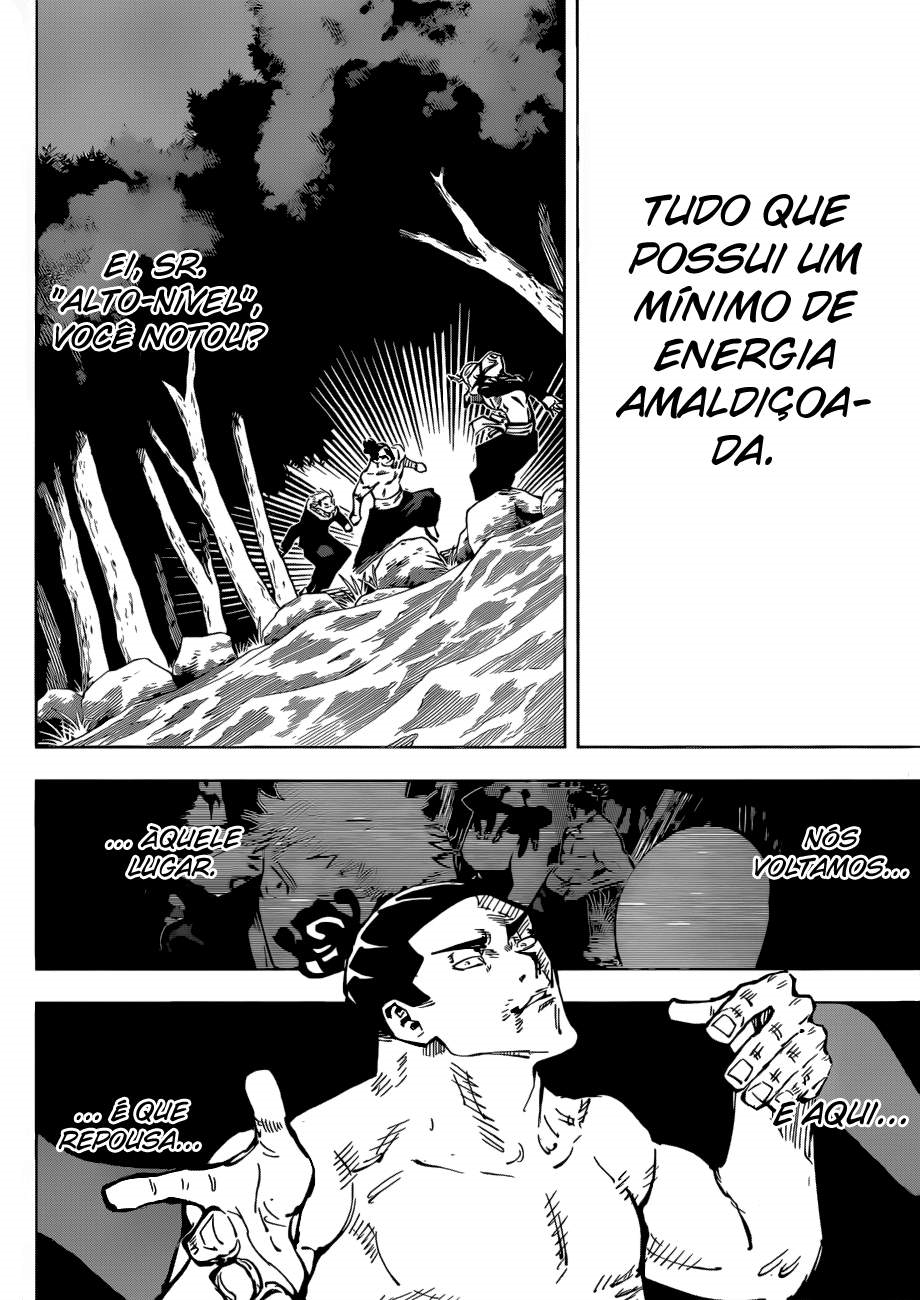 TUDO QUE
POSSUI UM
MÍNIMO DE
ENERGIA
AMALDIÇOA-
DA.
EI, SR.
"ALTO-NÍVEL",
VOCÊ NOTOU?
NÓS
VOLTAMOS...
... ÀQUELE
LUGAR.
E AQUI...
... É QUE
REPOUSA...